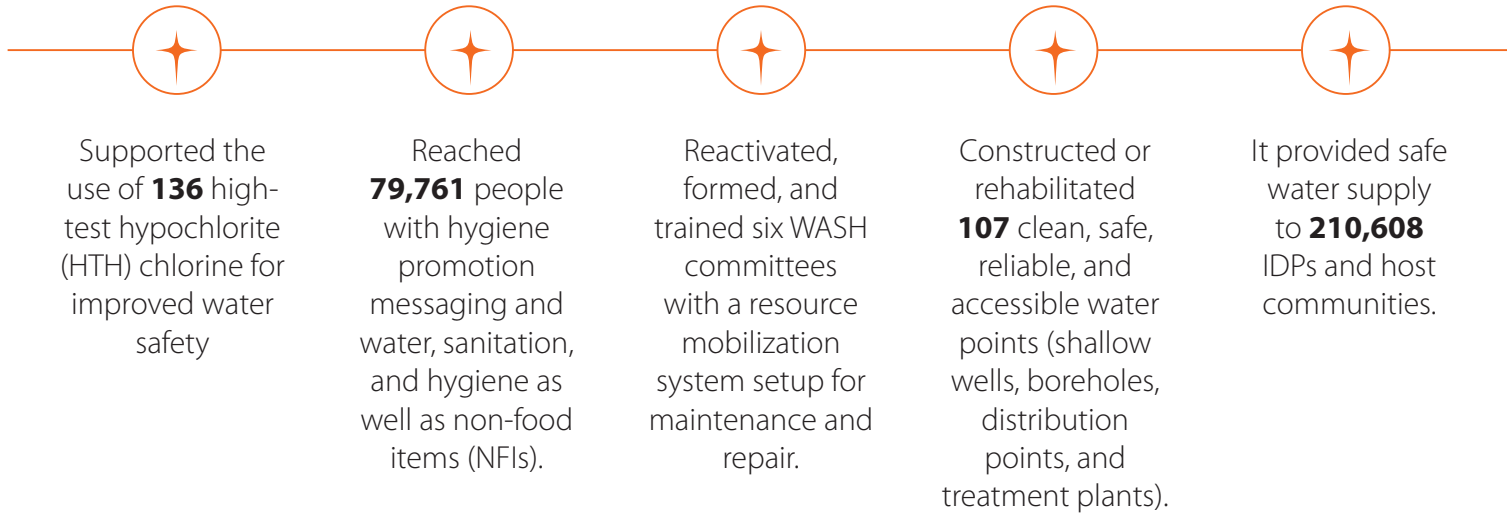 Supported the
use of 136 high-
test hypochlorite
(HTH) chlorine for
improved water
safety
Reached
79,761 people
with hygiene
promotion
messaging and
water, sanitation,
and hygiene as
well as non-food
items (NFIs).
Reactivated,
formed, and
trained six WASH
committees
with a resource
mobilization
system setup for
maintenance and
repair.
Constructed or
rehabilitated
107 clean, safe,
reliable, and
accessible water
points (shallow
wells, boreholes,
distribution
points, and
treatment plants).
It provided safe
water supply
to 210,608
IDPs and host
communities.